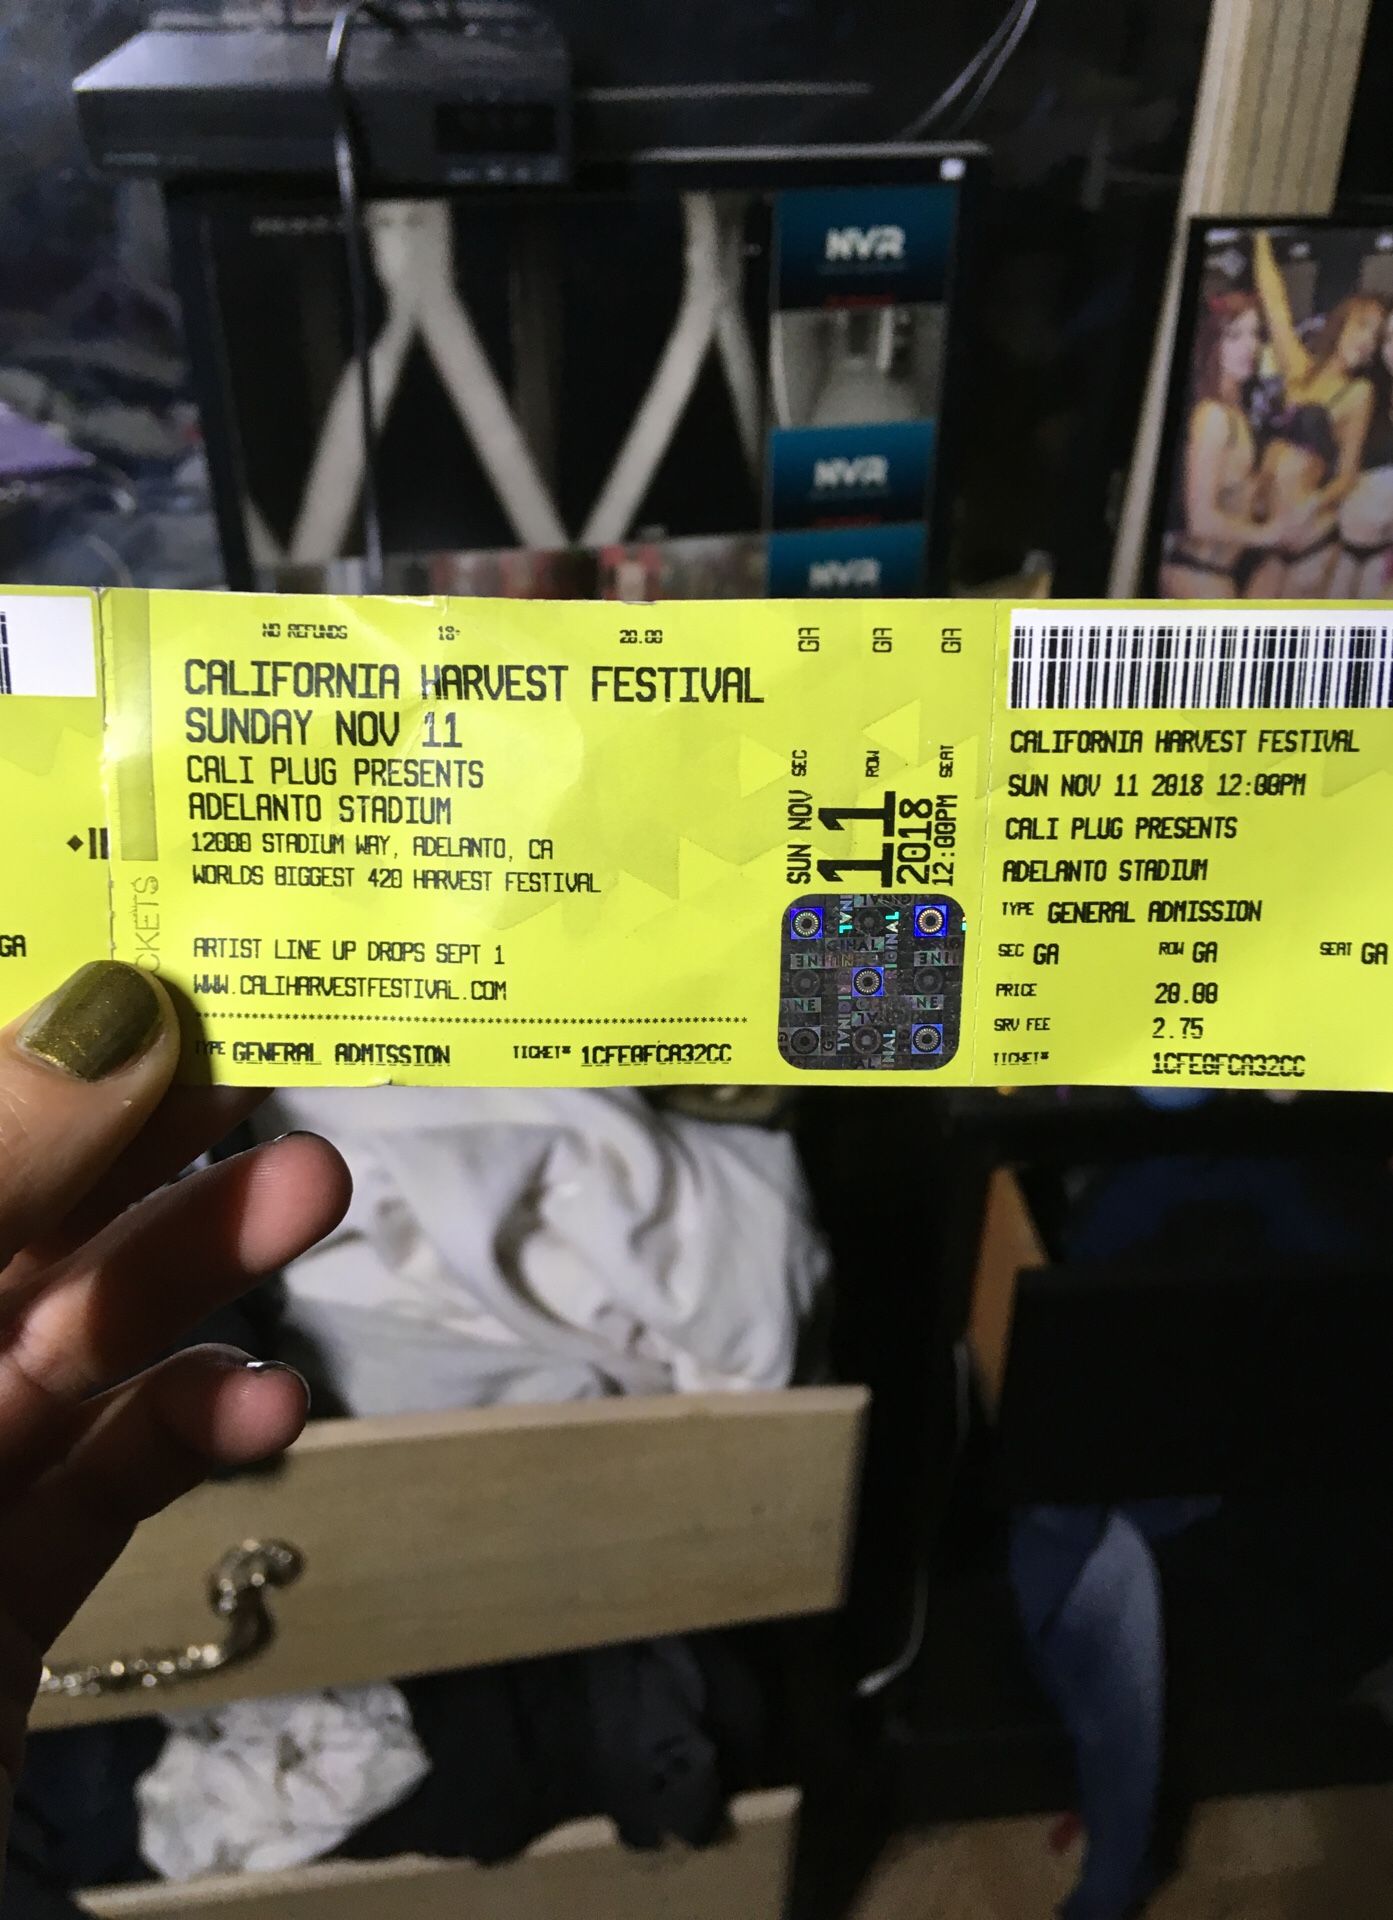 NVR
NVR
NVR
NO REFUNDS 18+ 20.00
CALIFORNIA HARVEST FESTIVAL
SUNDAY NOV 11
CALI PLUG PRESENTS
ADELANTO STADIUM
12000 STADIUM WAY, ADELANTO, CA
WORLDS BIGGEST 420 HARVEST FESTIVAL
ARTIST LINE UP DROPS SEPT 1
WWW.CALIHARVESTFESTIVAL.COM
TYPE GENERAL ADMISSION TICKET#
GA
CKETS
SEC GA
ROW GA
SEAT GA
SUN NOV
11
2018
12:00PM
ORIGINAL
CALIFORNIA HARVEST FESTIVAL
SUN NOV 11 2018 12:00PM
CALI PLUG PRESENTS
ADELANTO STADIUM
TYPE GENERAL ADMISSION
SEC GA ROW GA SEAT GA
PRICE 20.00
SRV FEE 2.75
TICKET#